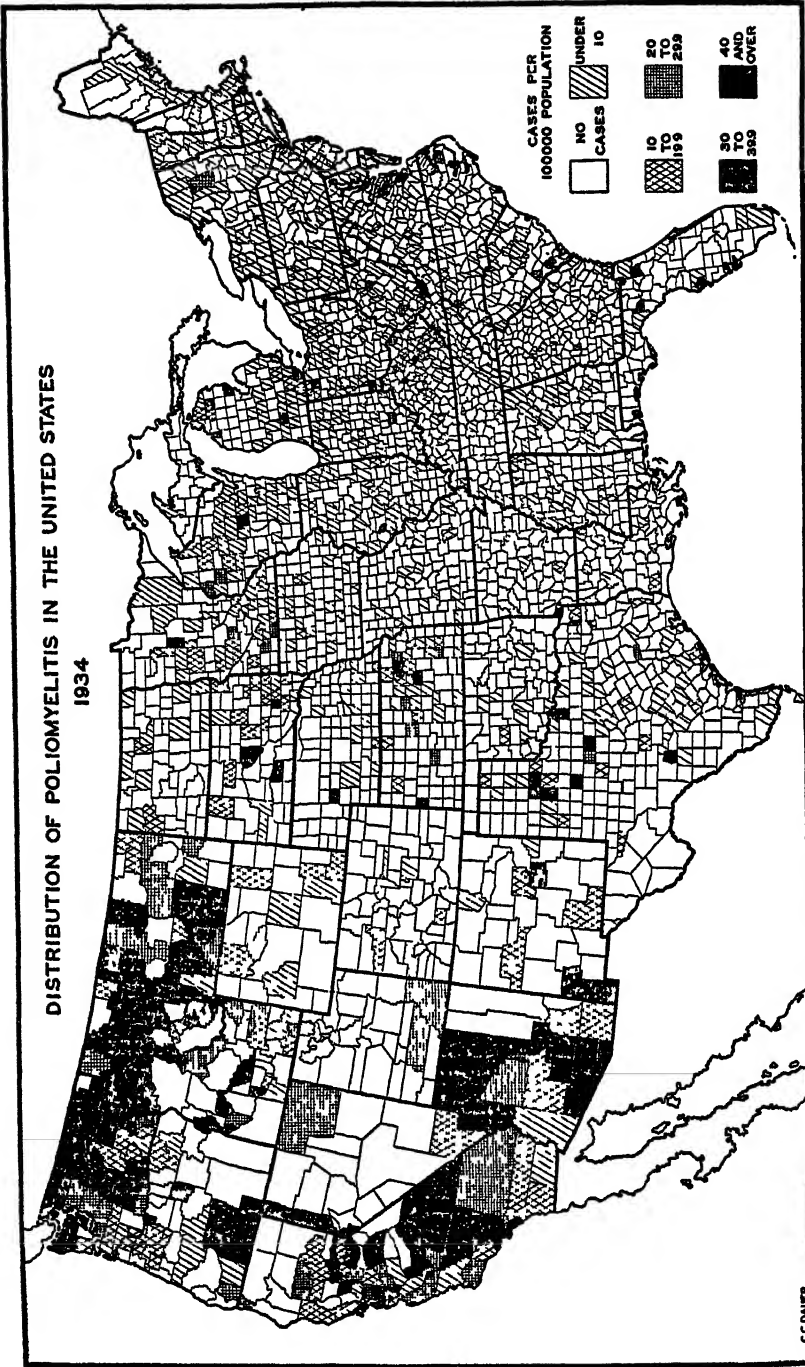 DISTRIBUTION OF POLIOMYELITIS IN THE UNITED STATES
1934
CASES PER
100000 POPULATION
NO
CASES
UNDER
10
10
TO
19.9
20
TO
29.9
30
TO
39.9
40
AND
OVER
C.C.DAUER